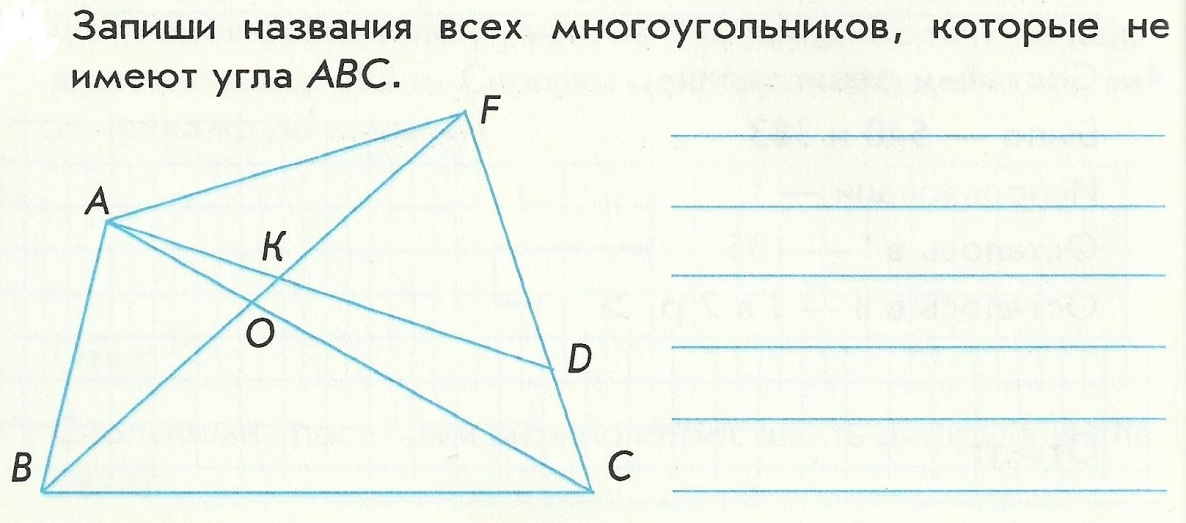 Запиши названия всех многоугольников, которые не
имеют угла ABC.
F
A
К
O
D
B
C